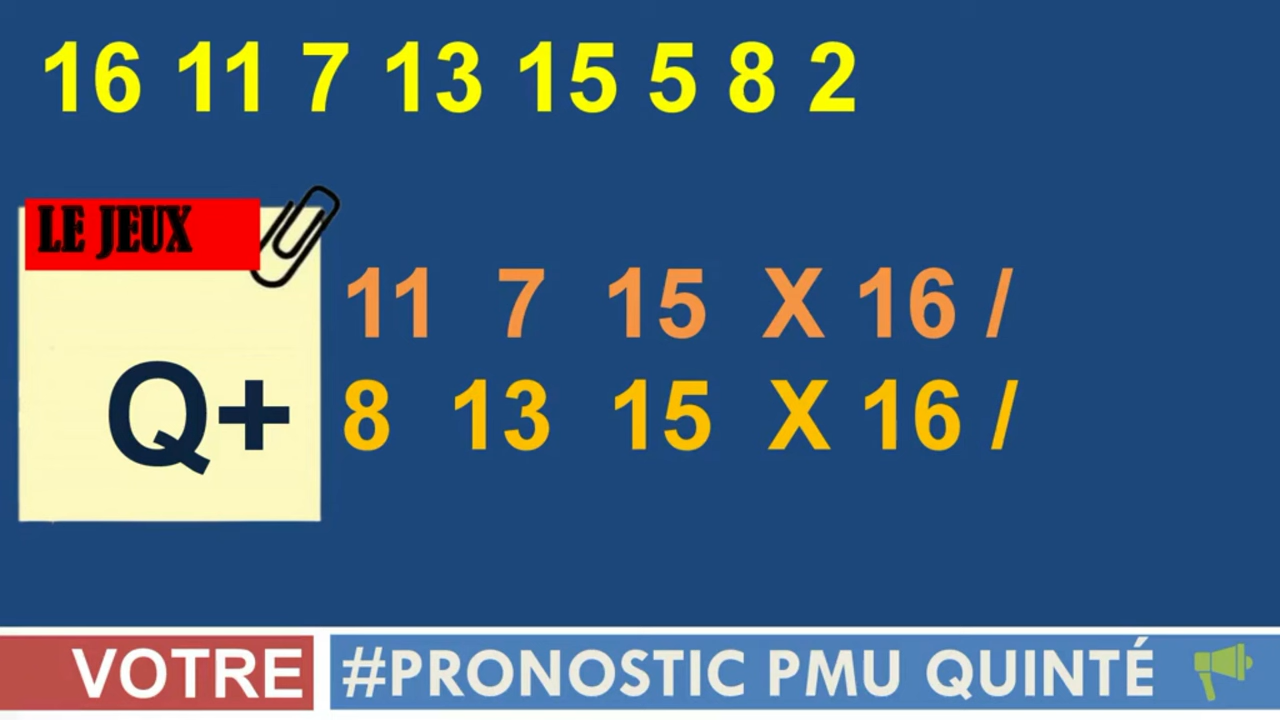 16 11 7 13 15 5 8 2
LE JEUX
11 7 15 X 16 /
Q+
8 13 15 X 16 /
VOTRE #PRONOSTIC PMU QUINTÉ